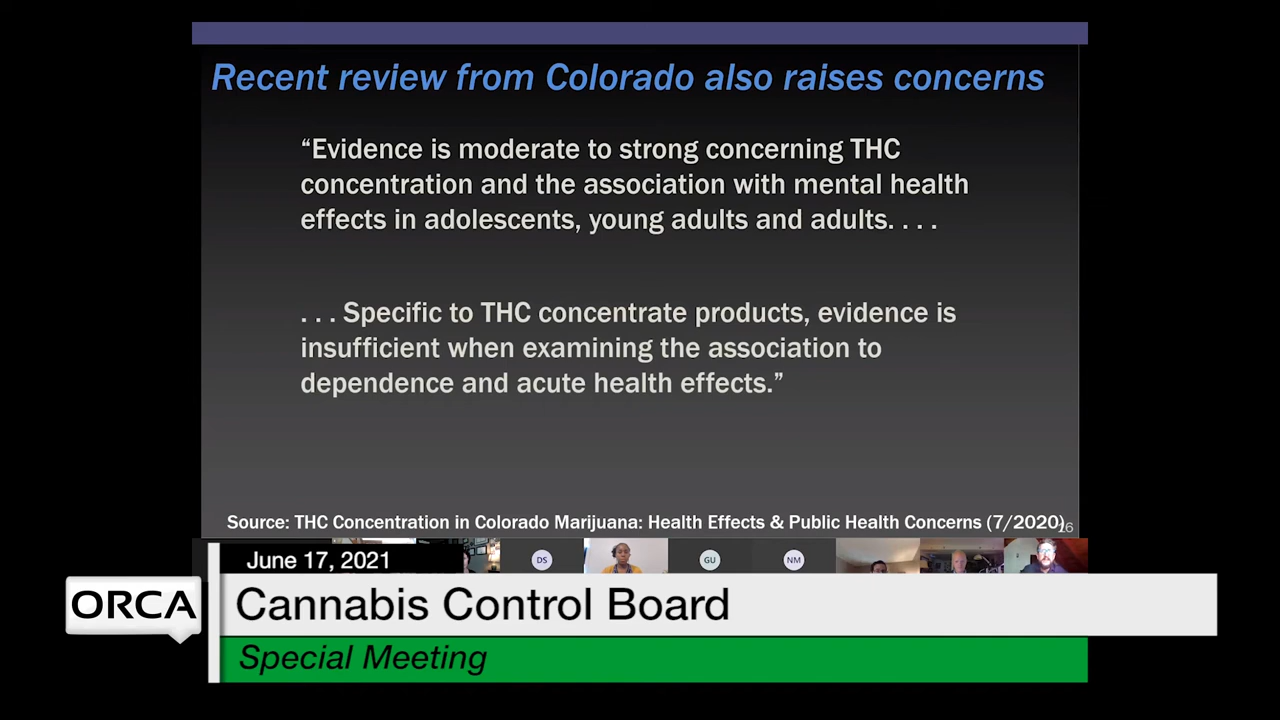 Recent review from Colorado also raises concerns
“Evidence is moderate to strong concerning THC
concentration and the association with mental health
effects in adolescents, young adults and adults. . . .
. . . Specific to THC concentrate products, evidence is
insufficient when examining the association to
dependence and acute health effects.”
Source: THC Concentration in Colorado Marijuana: Health Effects & Public Health Concerns (7/2020)
DS
GU
NM
June 17, 2021
ORCA
Cannabis Control Board
Special Meeting